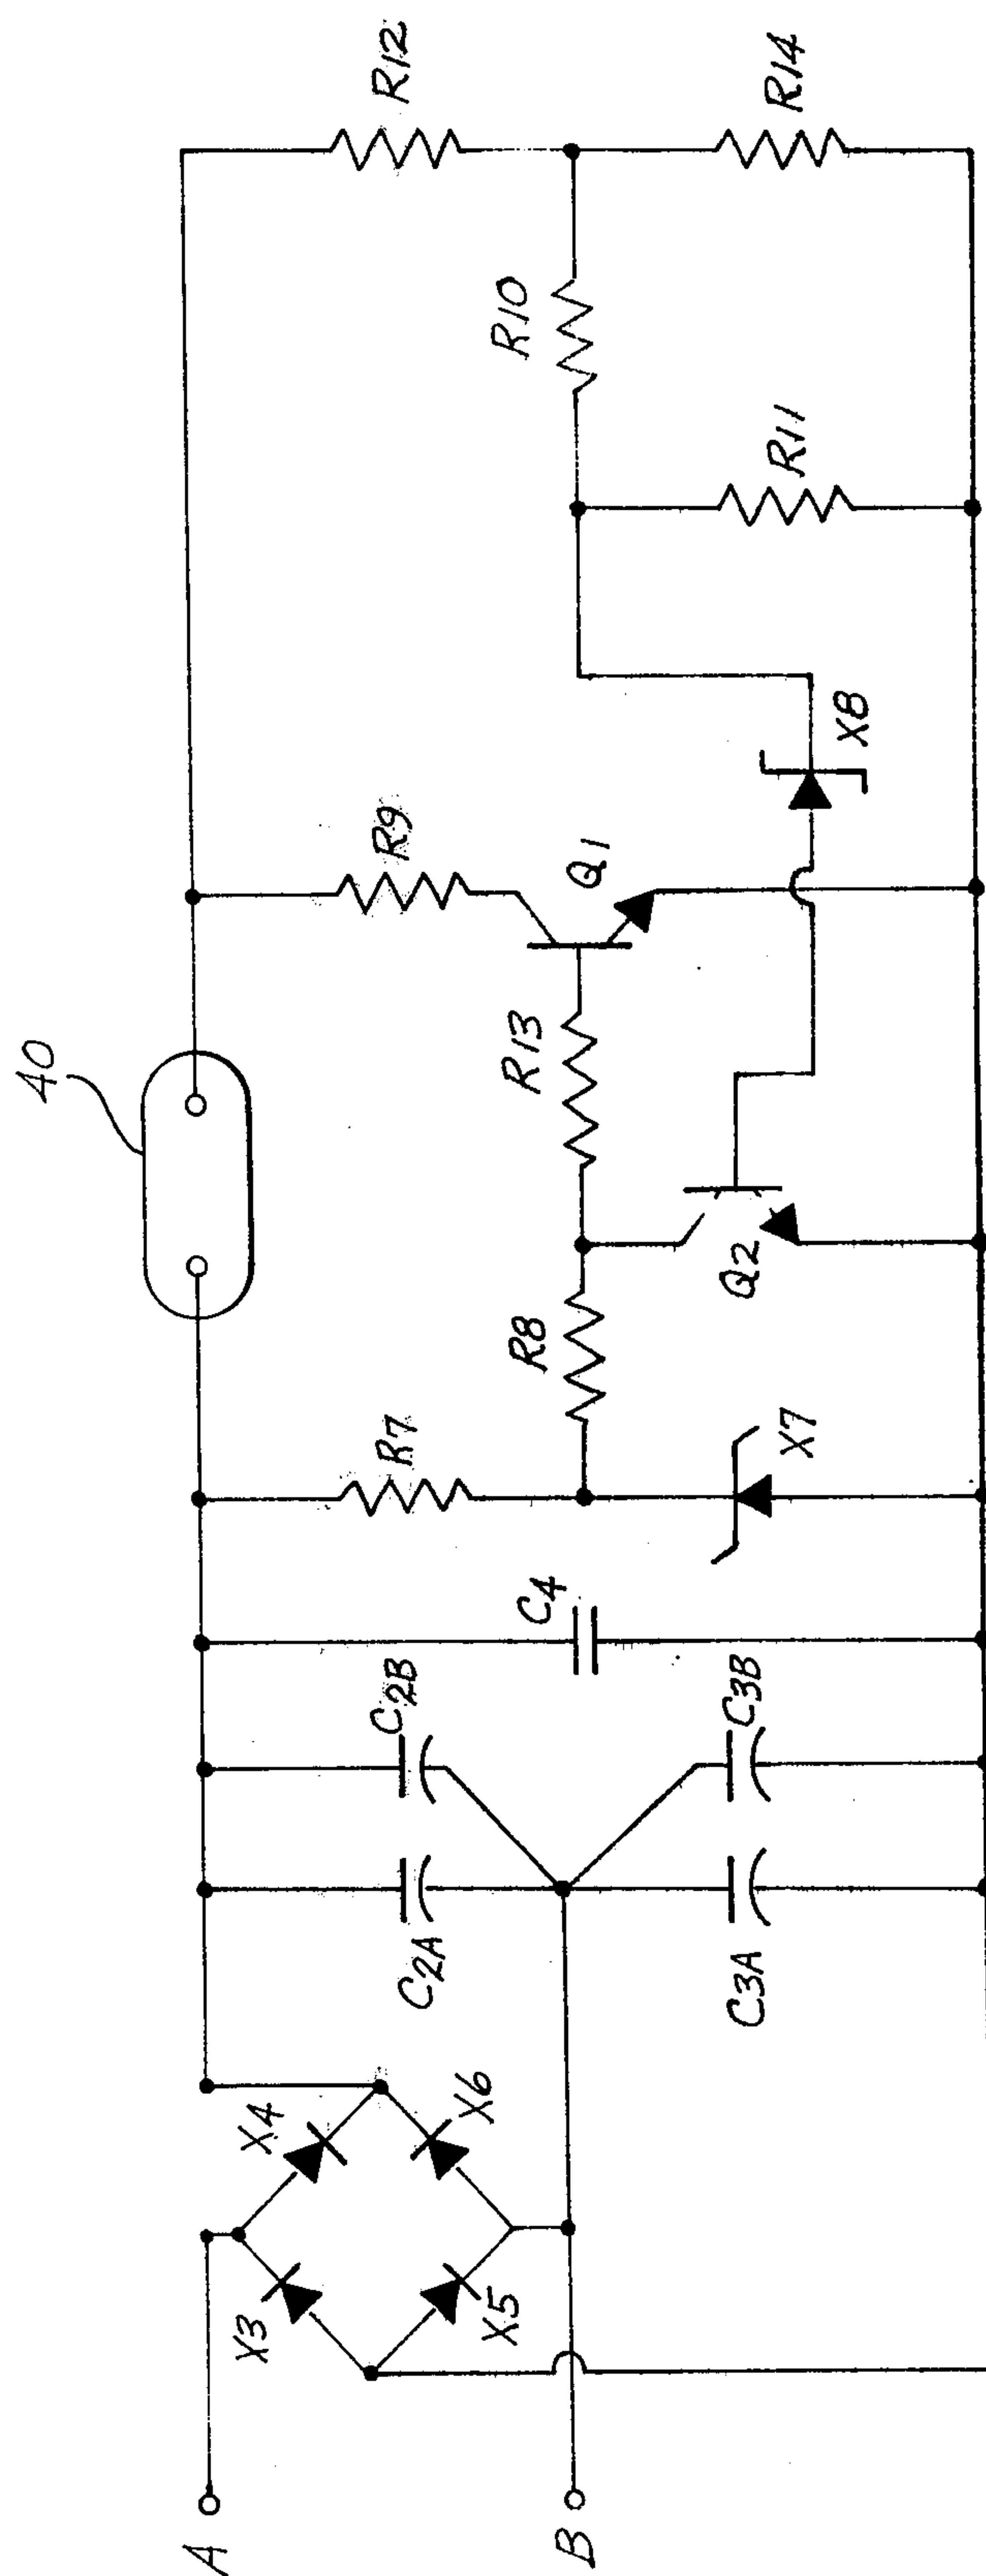 40
R12
R9
R10
R14
R7
C4
R8
R13
Q1
R11
C2B
X4
C2A
Q2
X8
X3
X6
X7
C3B
X5
C3A
A
B